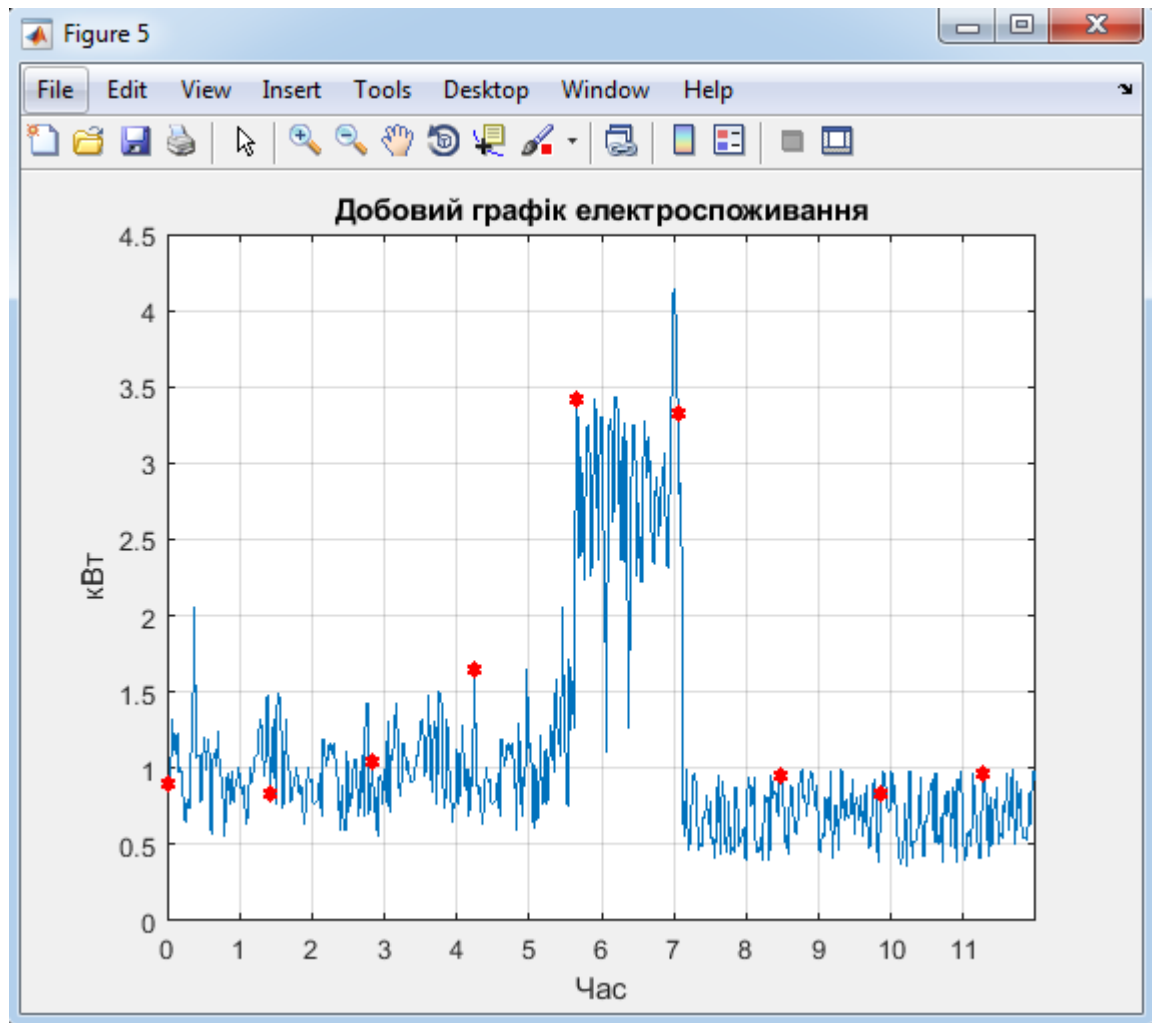 Figure 5
File Edit View Insert Tools Desktop Window Help
Добовий графік електроспоживання
4.5
4
3.5
3
2.5
2
1.5
1
0.5
0
кВт
0 1 2 3 4 5 6 7 8 9 10 11
Час